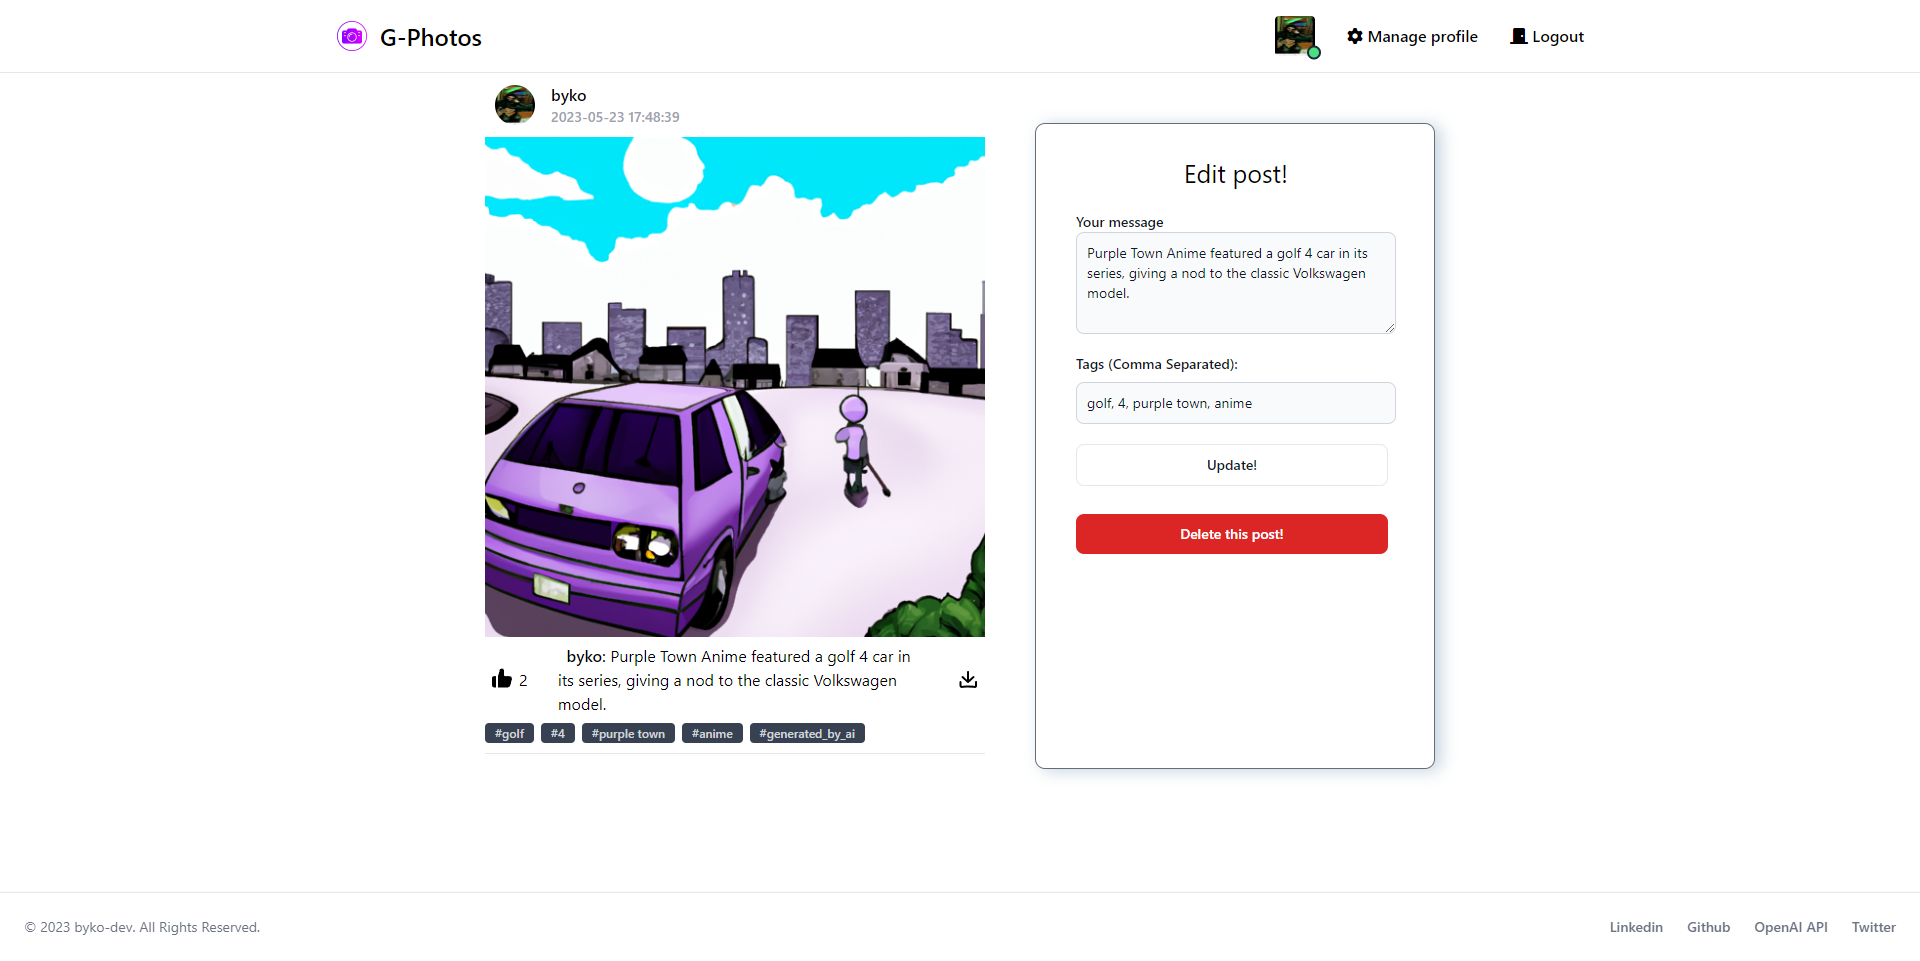 G-Photos
Manage profile
Logout
byko
2023-05-23 17:48:39
byko: Purple Town Anime featured a golf 4 car in
its series, giving a nod to the classic Volkswagen
model.
2
#golf #4 #purple town #anime #generated_by_ai
Edit post!
Your message
Purple Town Anime featured a golf 4 car in its
series, giving a nod to the classic Volkswagen
model.
Tags (Comma Separated):
golf, 4, purple town, anime
Update!
Delete this post!
© 2023 byko-dev. All Rights Reserved.
Linkedin Github OpenAI API Twitter